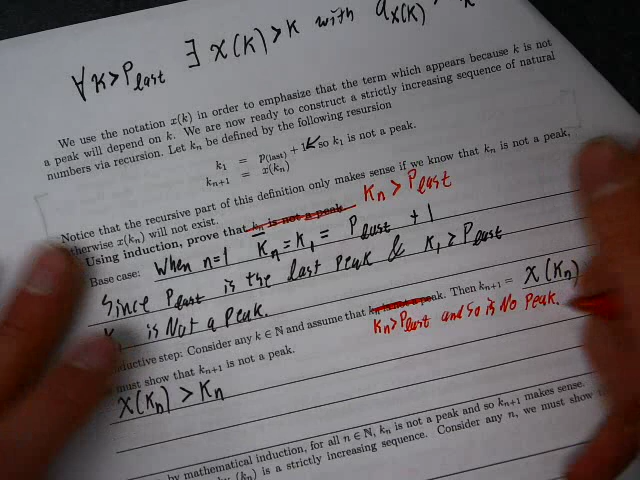 ∀k>P_last ∃ x(k)>k with a_x(k)
We use the notation x(k) in order to emphasize that the term which appears because k is not
a peak will depend on k. We are now ready to construct a strictly increasing sequence of natural
numbers via recursion. Let k_n be defined by the following recursion
k_1 = p_(last) + 1 so k_1 is not a peak.
k_n+1 = x(k_n)
Notice that the recursive part of this definition only makes sense if we know that k_n is not a peak,
otherwise x(k_n) will not exist.
K_n > P_last
Using induction, prove that k_n is not a peak
Base case: When n=1 K_n = K_1 = P_last + 1
Since P_last is the last peak & K_1 > P_last
is Not a Peak.
inductive step: Consider any k ∈ ℕ and assume that k_n is not a peak. Then k_n+1 = x(K_n)
K_n>P_last and so is No Peak.
must show that k_n+1 is not a peak.
x(K_n) > K_n
by mathematical induction, for all n ∈ ℕ, k_n is not a peak and so k_n+1 makes sense.
(k_n) is a strictly increasing sequence. Consider any n, we must show